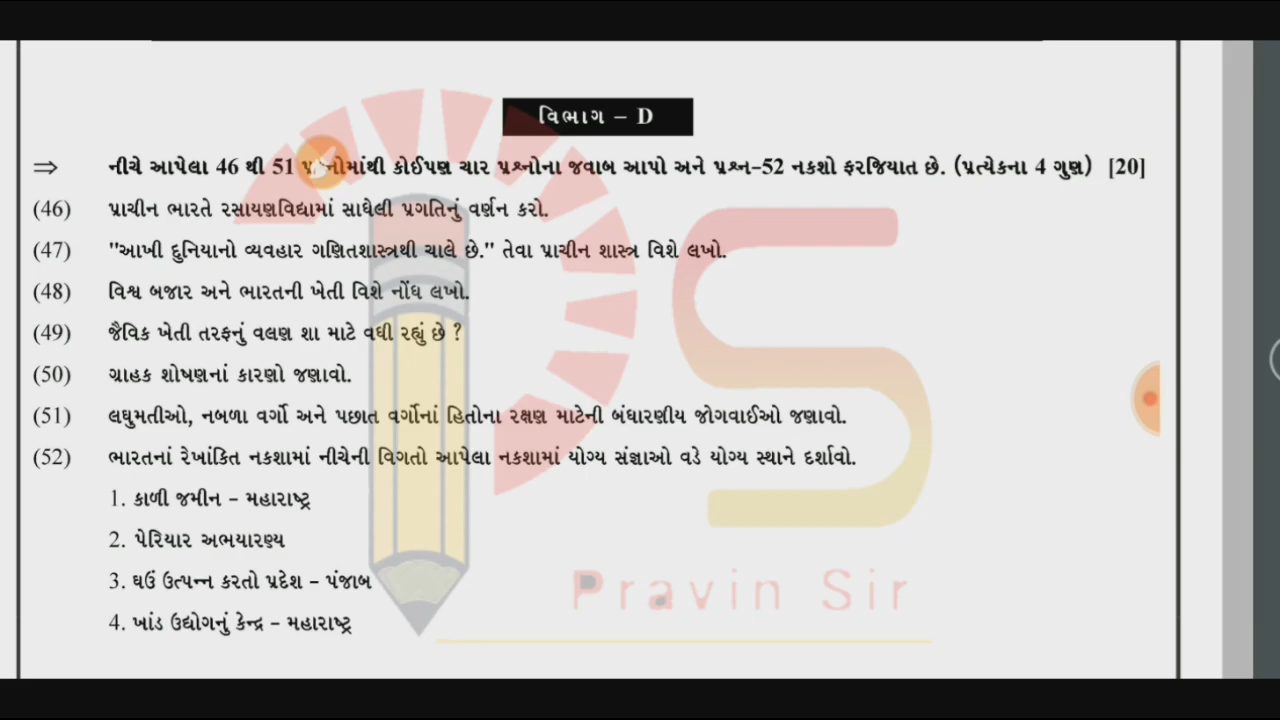 વિભાગ – D
⇒ નીચે આપેલા 46 થી 51 પ્રશ્નોમાંથી કોઈપણ ચાર પ્રશ્નોના જવાબ આપો અને પ્રશ્ન-52 નકશો ફરજિયાત છે. (પ્રત્યેકના 4 ગુણ) [20]
(46) પ્રાચીન ભારતે રસાયણવિદ્યામાં સાધેલી પ્રગતિનું વર્ણન કરો.
(47) "આખી દુનિયાનો વ્યવહાર ગણિતશાસ્ત્રથી ચાલે છે." તેવા પ્રાચીન શાસ્ત્ર વિશે લખો.
(48) વિશ્વ બજાર અને ભારતની ખેતી વિશે નોંધ લખો.
(49) જૈવિક ખેતી તરફનું વલણ શા માટે વધી રહ્યું છે ?
(50) ગ્રાહક શોષણનાં કારણો જણાવો.
(51) લઘુમતીઓ, નબળા વર્ગો અને પછાત વર્ગોનાં હિતોના રક્ષણ માટેની બંધારણીય જોગવાઈઓ જણાવો.
(52) ભારતનાં રેખાંકિત નકશામાં નીચેની વિગતો આપેલા નકશામાં યોગ્ય સંજ્ઞાઓ વડે યોગ્ય સ્થાને દર્શાવો.
1. કાળી જમીન – મહારાષ્ટ્ર
2. પેરિયાર અભયારણ્ય
3. ઘઉં ઉત્પન્ન કરતો પ્રદેશ – પંજાબ
4. ખાંડ ઉદ્યોગનું કેન્દ્ર – મહારાષ્ટ્ર
Pravin Sir